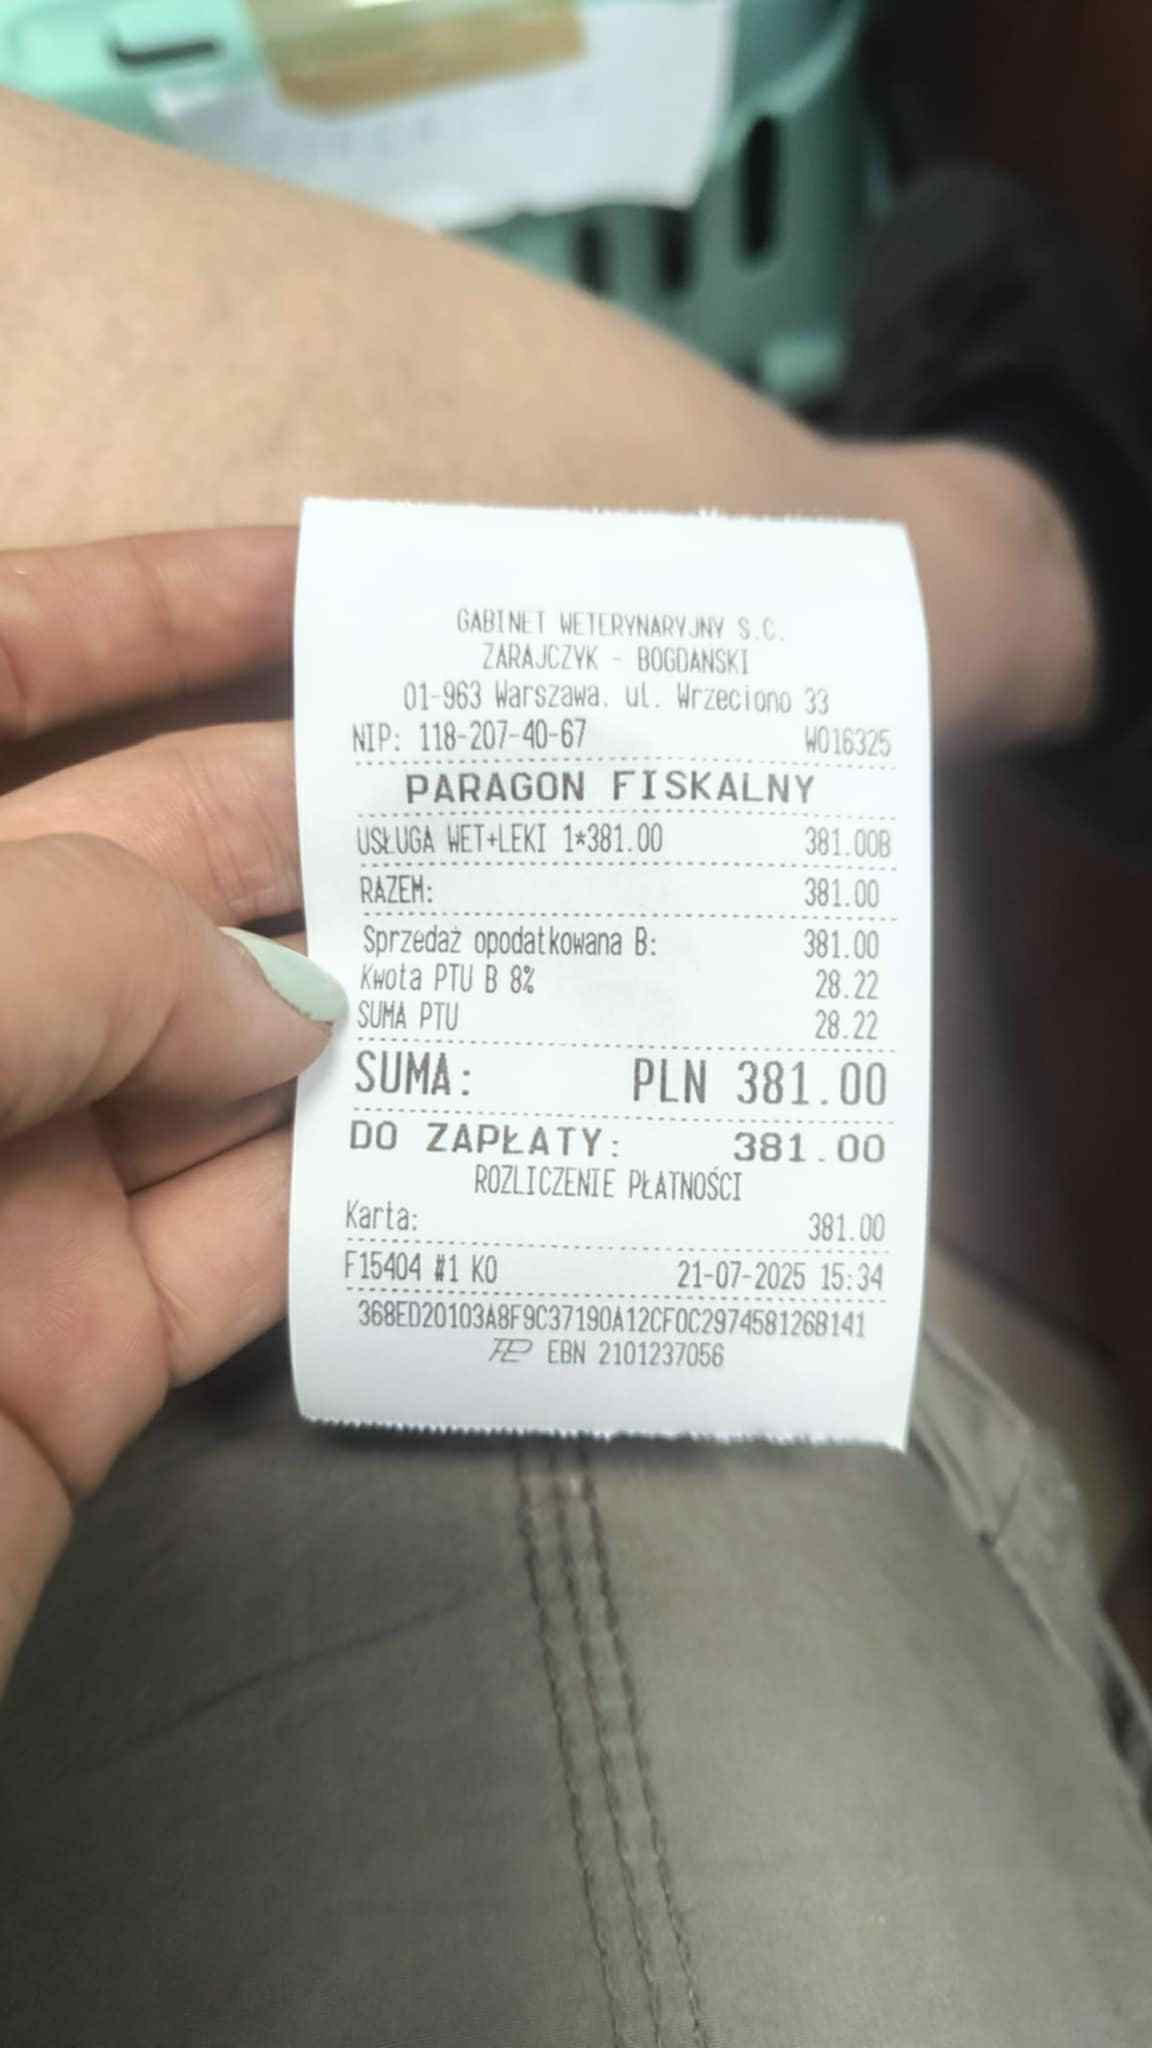 GABINET WETERYNARYJNY S.C.
ZARAJCZYK - BOGDANSKI
01-963 Warszawa, ul. Wrzeciono 33
NIP: 118-207-40-67 W016325
PARAGON FISKALNY
USŁUGA WET+LEKI 1*381.00 381.00B
RAZEM: 381.00
Sprzedaż opodatkowana B: 381.00
Kwota PTU B 8% 28.22
SUMA PTU 28.22
SUMA: PLN 381.00
DO ZAPŁATY: 381.00
ROZLICZENIE PŁATNOŚCI
Karta: 381.00
F15404 #1 K0 21-07-2025 15:34
368ED20103A8F9C37190A12CF0C297458126B141
EBN 2101237056